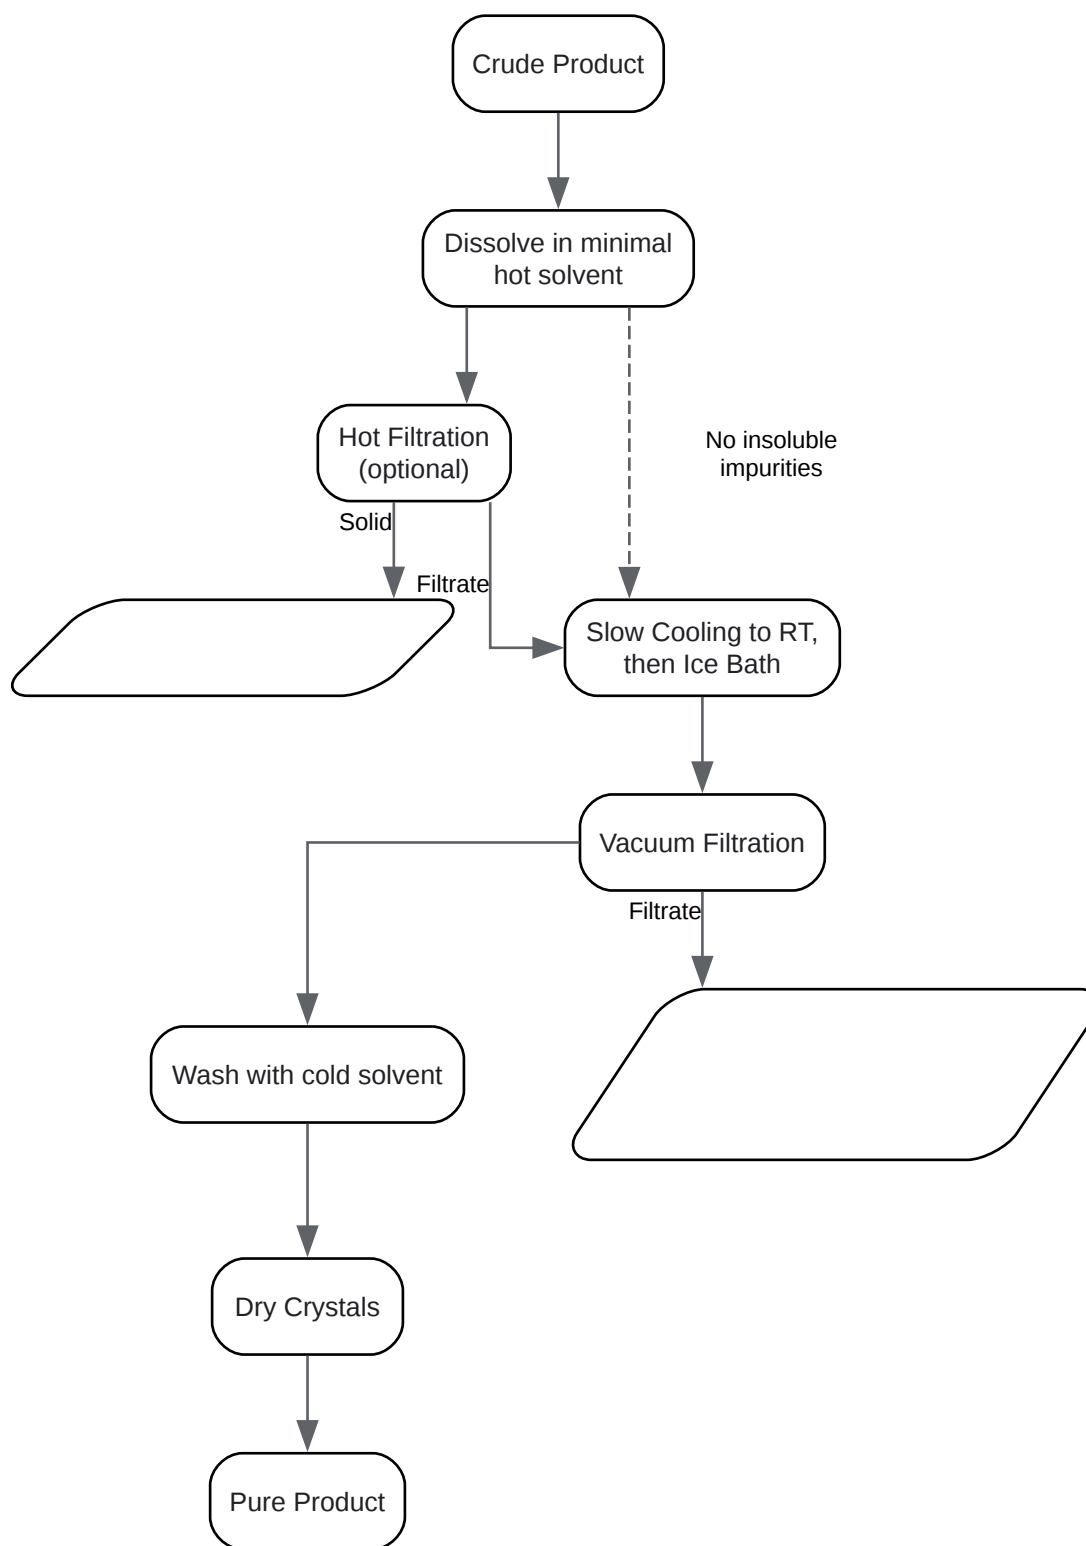 Crude Product
Dissolve in minimal
hot solvent
Hot Filtration
(optional)
No insoluble
impurities
Solid
Filtrate
Slow Cooling to RT,
then Ice Bath
Vacuum Filtration
Filtrate
Wash with cold solvent
Dry Crystals
Pure Product